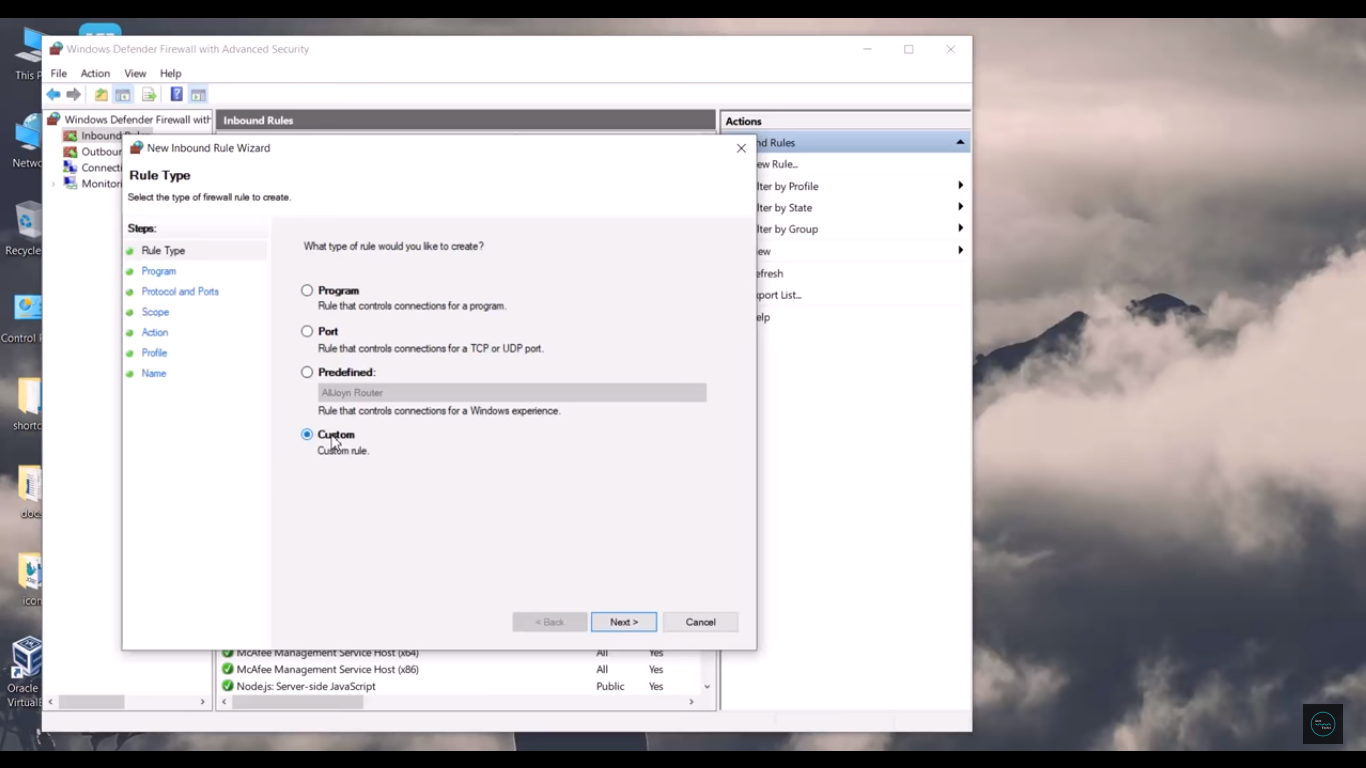 Windows Defender Firewall with Advanced Security
File Action View Help
Windows Defender Firewall with
Inbound Rules
Outbour
Connecti
Monitori
Inbound Rules
Actions
nd Rules
ew Rule...
lter by Profile
lter by State
lter by Group
ew
efresh
xport List...
elp
New Inbound Rule Wizard
Rule Type
Select the type of firewall rule to create.
Steps:
Rule Type
Program
Protocol and Ports
Scope
Action
Profile
Name
What type of rule would you like to create?
Program
Rule that controls connections for a program.
Port
Rule that controls connections for a TCP or UDP port.
Predefined:
AllJoyn Router
Rule that controls connections for a Windows experience.
Custom
Custom rule.
< Back Next > Cancel
McAfee Management Service Host (x64) All Yes
McAfee Management Service Host (x86) All Yes
Node.js: Server-side JavaScript Public Yes
This P
Netwo
Recycle
Control P
shortc
docs
icon
Oracle
VirtualB